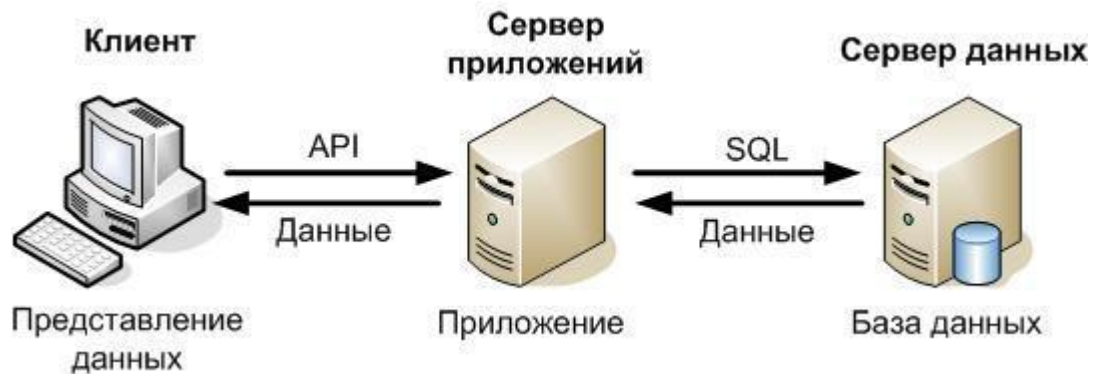 Клиент
Сервер
приложений
Сервер данных
API
Данные
SQL
Данные
Представление
данных
Приложение
База данных